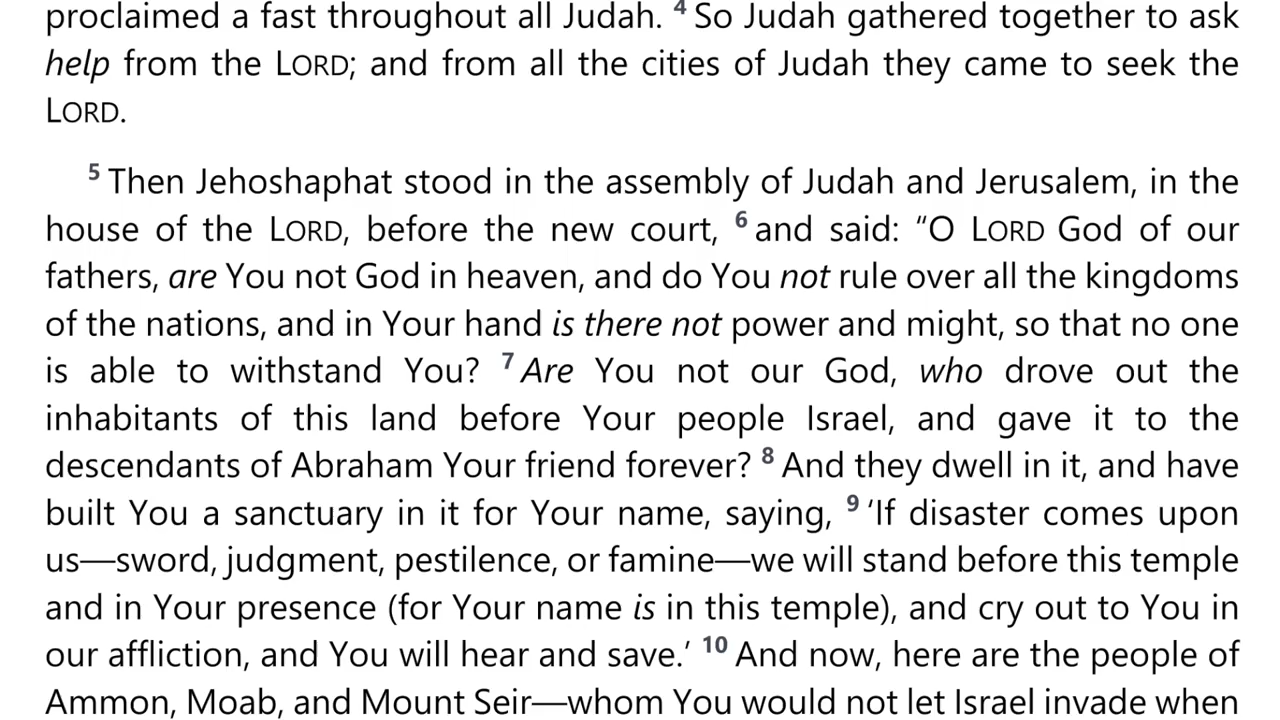 proclaimed a fast throughout all Judah. 4 So Judah gathered together to ask
help from the LORD; and from all the cities of Judah they came to seek the
LORD.
5 Then Jehoshaphat stood in the assembly of Judah and Jerusalem, in the
house of the LORD, before the new court, 6 and said: “O LORD God of our
fathers, are You not God in heaven, and do You not rule over all the kingdoms
of the nations, and in Your hand is there not power and might, so that no one
is able to withstand You? 7 Are You not our God, who drove out the
inhabitants of this land before Your people Israel, and gave it to the
descendants of Abraham Your friend forever? 8 And they dwell in it, and have
built You a sanctuary in it for Your name, saying, 9 ‘If disaster comes upon
us—sword, judgment, pestilence, or famine—we will stand before this temple
and in Your presence (for Your name is in this temple), and cry out to You in
our affliction, and You will hear and save.’ 10 And now, here are the people of
Ammon, Moab, and Mount Seir—whom You would not let Israel invade when